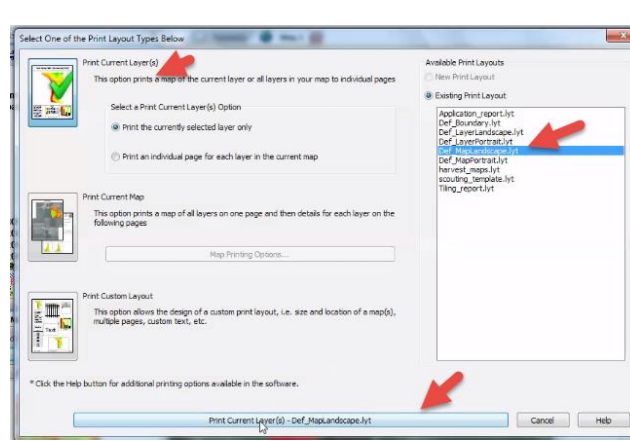 Select One of the Print Layout Types Below
Print Current Layer(s)
This option prints a map of the current layer or all layers in your map to individual pages
Select a Print Current Layer(s) Option
Print the currently selected layer only
Print an individual page for each layer in the current map
Print Current Map
This option prints a map of all layers on one page and then details for each layer on the
following pages
Map Printing Options...
Print Custom Layout
This option allows the design of a custom print layout, i.e. size and location of a map(s),
multiple pages, custom text, etc.
Text
* Click the Help button for additional printing options available in the software.
Available Print Layouts
New Print Layout
Existing Print Layout
Application_report.lyt
Def_Boundary.lyt
Def_LayerLandscape.lyt
Def_LayerPortrait.lyt
Def_MapLandscape.lyt
Def_MapPortrait.lyt
harvest_maps.lyt
scouting_template.lyt
Tiling_report.lyt
Print Current Layer(s) - Def_MapLandscape.lyt
Cancel
Help